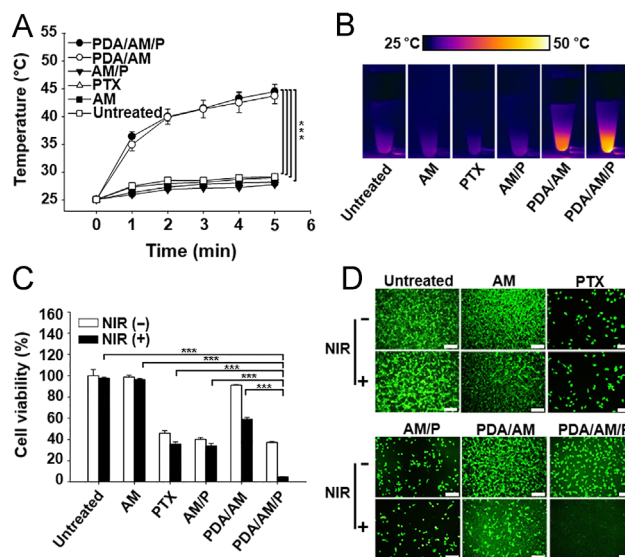 A
Temperature (°C)
55
50
45
40
35
30
25
PDA/AM/P
PDA/AM
AM/P
PTX
AM
Untreated
***
0 1 2 3 4 5 6
Time (min)
B
25 °C 50 °C
Untreated
AM
PTX
AM/P
PDA/AM
PDA/AM/P
C
Cell viability (%)
160
140
120
100
80
60
40
20
0
NIR (−)
NIR (+)
***
***
***
***
***
Untreated
AM
PTX
AM/P
PDA/AM
PDA/AM/P
D
Untreated AM PTX
NIR
−
+
AM/P PDA/AM PDA/AM/P
NIR
−
+